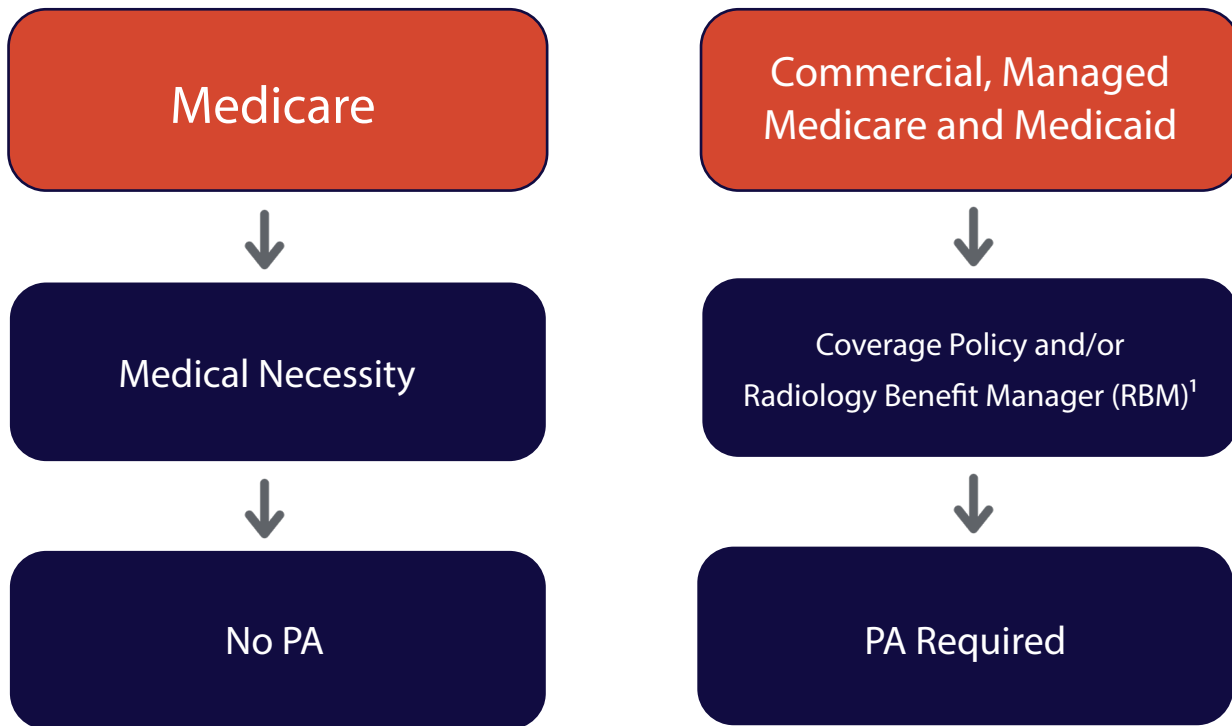 Medicare
Medical Necessity
No PA
Commercial, Managed
Medicare and Medicaid
Coverage Policy and/or
Radiology Benefit Manager (RBM)¹
PA Required